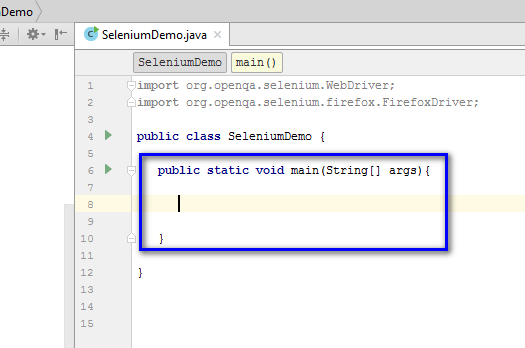 Demo
SeleniumDemo.java
SeleniumDemo main()
1 import org.openqa.selenium.WebDriver;
2 import org.openqa.selenium.firefox.FirefoxDriver;
3
4 public class SeleniumDemo {
5
6 public static void main(String[] args){
7
8
9
10 }
11
12 }
13
14
15